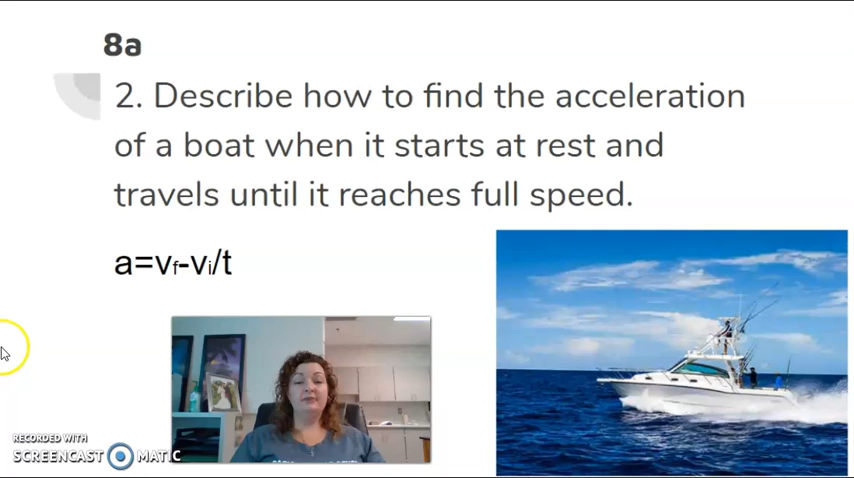 8a
2. Describe how to find the acceleration
of a boat when it starts at rest and
travels until it reaches full speed.
a=vf-vi/t
RECORDED WITH
SCREENCAST MATIC